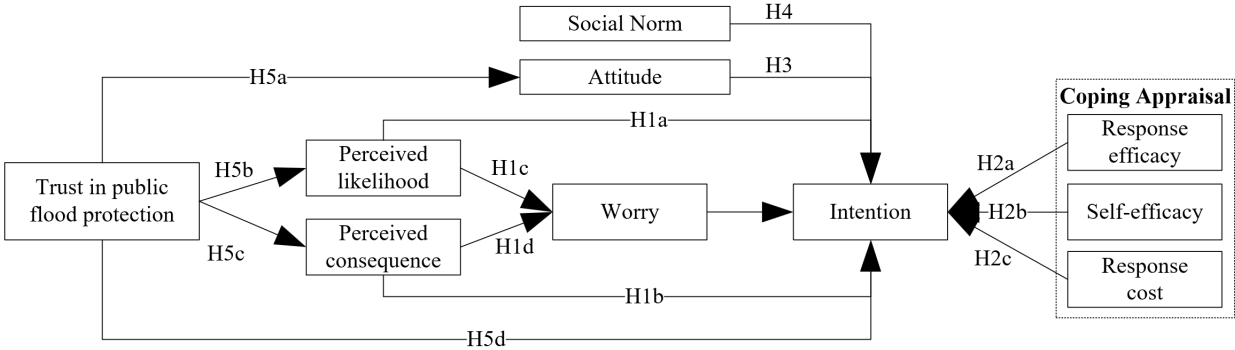 Social Norm
H4
Attitude
H3
H5a
Coping Appraisal
H1a
Response
efficacy
Perceived
likelihood
H5b
H1c
H2a
Trust in public
flood protection
Worry
Intention
H2b
Self-efficacy
H5c
Perceived
consequence
H1d
H2c
Response
cost
H1b
H5d